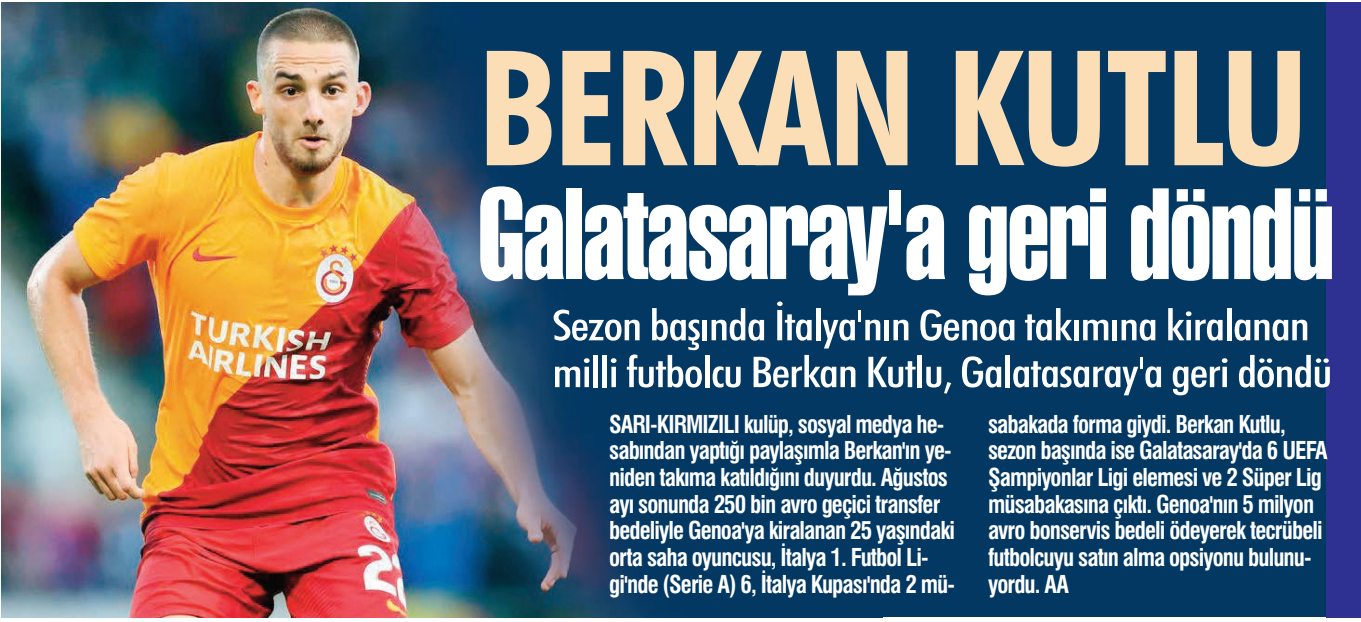 BERKAN KUTLU
Galatasaray'a geri döndü
Sezon başında İtalya'nın Genoa takımına kiralanan
milli futbolcu Berkan Kutlu, Galatasaray'a geri döndü
SARI-KIRMIZILI kulüp, sosyal medya he-
sabından yaptığı paylaşımla Berkan'ın ye-
niden takıma katıldığını duyurdu. Ağustos
ayı sonunda 250 bin avro geçici transfer
bedeliyle Genoa'ya kiralanan 25 yaşındaki
orta saha oyuncusu, İtalya 1. Futbol Li-
gi'nde (Serie A) 6, İtalya Kupası'nda 2 mü-
sabakada forma giydi. Berkan Kutlu,
sezon başında ise Galatasaray'da 6 UEFA
Şampiyonlar Ligi elemesi ve 2 Süper Lig
müsabakasına çıktı. Genoa'nın 5 milyon
avro bonservis bedeli ödeyerek tecrübeli
futbolcuyu satın alma opsiyonu bulunu-
yordu. AA
TURKISH
AIRLINES
22